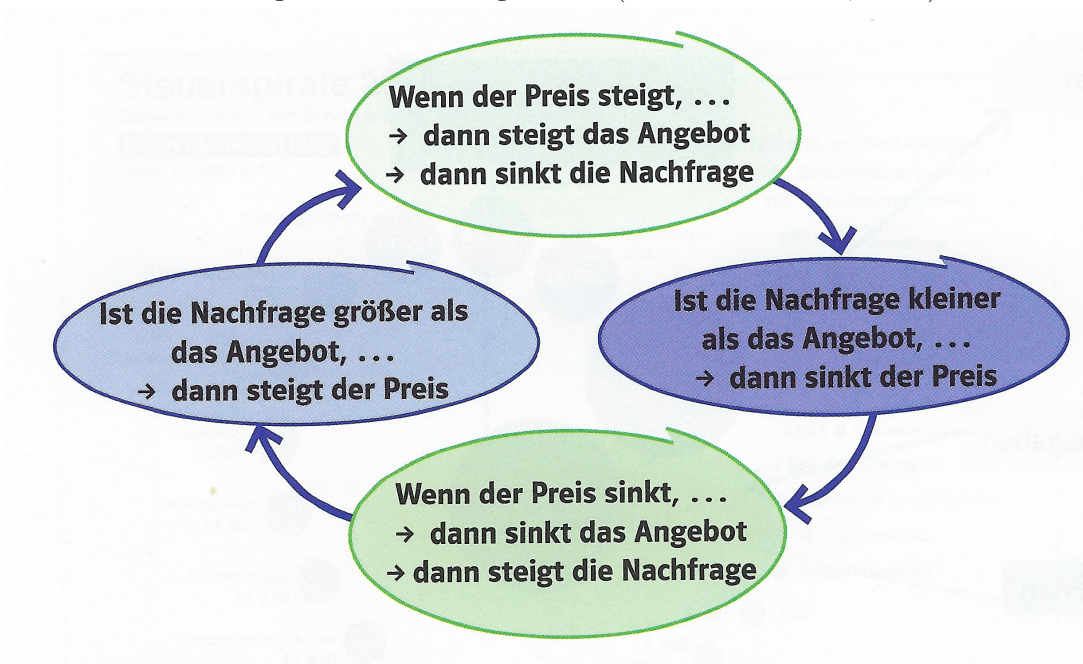 Wenn der Preis steigt, ...
→ dann steigt das Angebot
→ dann sinkt die Nachfrage
Ist die Nachfrage größer als
das Angebot, ...
→ dann steigt der Preis
Ist die Nachfrage kleiner
als das Angebot, ...
→ dann sinkt der Preis
Wenn der Preis sinkt, ...
→ dann sinkt das Angebot
→ dann steigt die Nachfrage
Steuerspirale